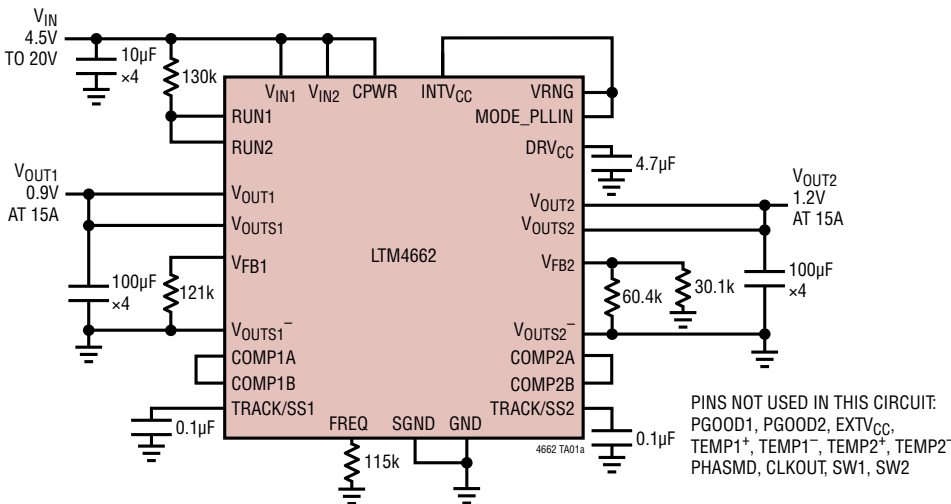 VIN
4.5V
TO 20V
10µF
×4
130k
VIN1
VIN2
CPWR
INTVCC
VRNG
MODE_PLLIN
RUN1
RUN2
DRVCC
4.7µF
VOUT1
0.9V
AT 15A
VOUT1
VOUTS1
VOUT2
VOUTS2
VOUT2
1.2V
AT 15A
LTM4662
VFB1
VFB2
100µF
×4
121k
60.4k
30.1k
100µF
×4
VOUTS1–
VOUTS2–
COMP1A
COMP1B
COMP2A
COMP2B
TRACK/SS1
TRACK/SS2
0.1µF
FREQ
SGND
GND
0.1µF
4662 TA01a
115k
PINS NOT USED IN THIS CIRCUIT:
PGOOD1, PGOOD2, EXTVCC,
TEMP1+, TEMP1–, TEMP2+, TEMP2–
PHASMD, CLKOUT, SW1, SW2